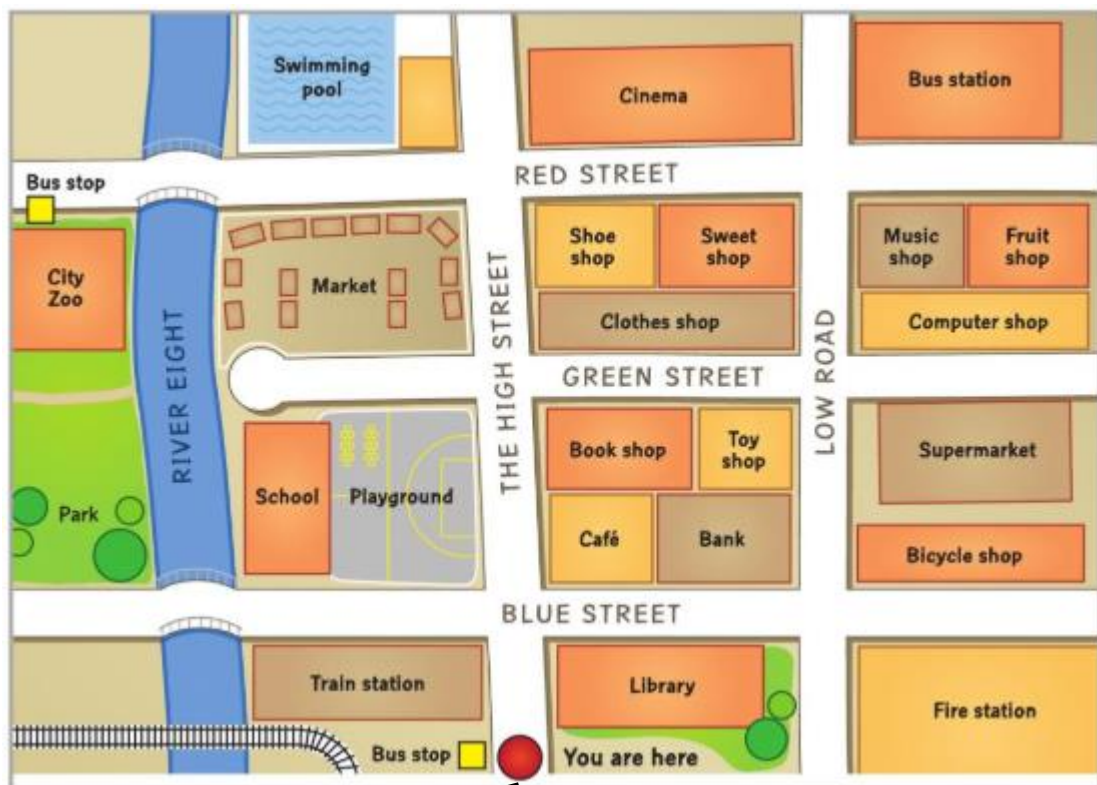 Swimming
pool
Cinema
Bus station
RED STREET
Bus stop
City
Zoo
Market
Shoe
shop
Sweet
shop
Music
shop
Fruit
shop
Clothes shop
Computer shop
RIVER EIGHT
THE HIGH STREET
LOW ROAD
GREEN STREET
Park
School
Playground
Book shop
Toy
shop
Supermarket
Café
Bank
Bicycle shop
BLUE STREET
Train station
Library
Fire station
Bus stop
You are here